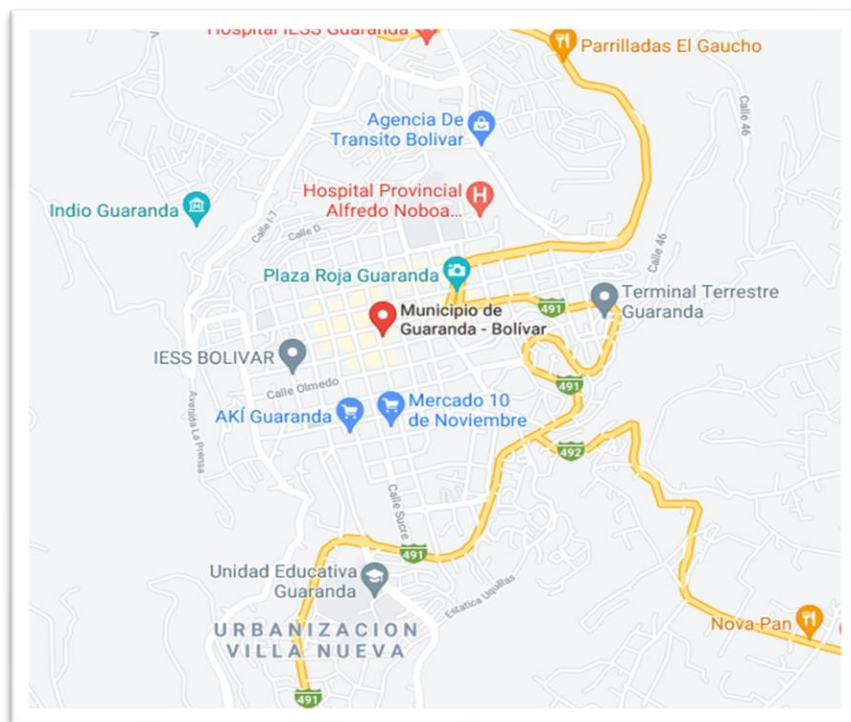 Hospital IESS Guaranda
Parrilladas El Gaucho
Calle 46
Agencia De
Transito Bolivar
Hospital Provincial
Alfredo Noboa...
H
Indio Guaranda
Calle I-7
Calle D
Calle 46
Plaza Roja Guaranda
Terminal Terrestre
Guaranda
491
Municipio de
Guaranda - Bolívar
IESS BOLIVAR
491
Calle Olmedo
AKÍ Guaranda
Mercado 10
de Noviembre
Avenida La Prensa
492
Calle Sucre
491
Unidad Educativa
Guaranda
Estatica Uquillas
Nova Pan
URBANIZACION
VILLA NUEVA
491